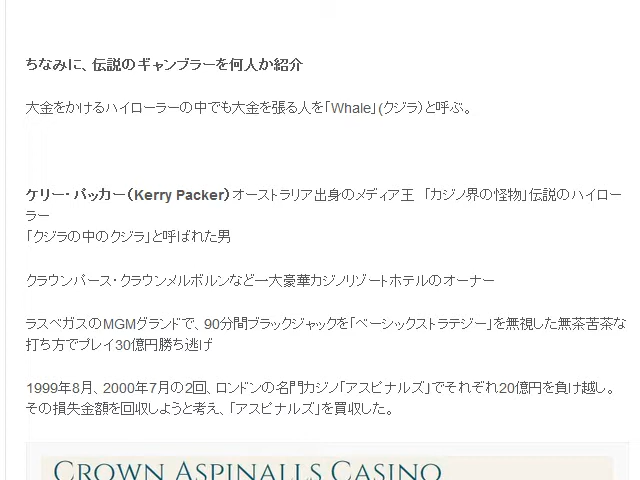 ちなみに、伝説のギャンブラーを何人か紹介
大金をかけるハイローラーの中でも大金を張る人を「Whale」(クジラ）と呼ぶ。
ケリー・パッカー（Kerry Packer）オーストラリア出身のメディア王　「カジノ界の怪物」伝説のハイロー
ラー
「クジラの中のクジラ」と呼ばれた男
クラウンパース・クラウンメルボルンなど一大豪華カジノリゾートホテルのオーナー
ラスベガスのMGMグランドで、90分間ブラックジャックを「ベーシックストラテジー」を無視した無茶苦茶な
打ち方でプレイ30億円勝ち逃げ
1999年8月、2000年7月の2回、ロンドンの名門カジノ「アスピナルズ」でそれぞれ20億円を負け越し。
その損失金額を回収しようと考え、「アスピナルズ」を買収した。
CROWN ASPINALLS CASINO